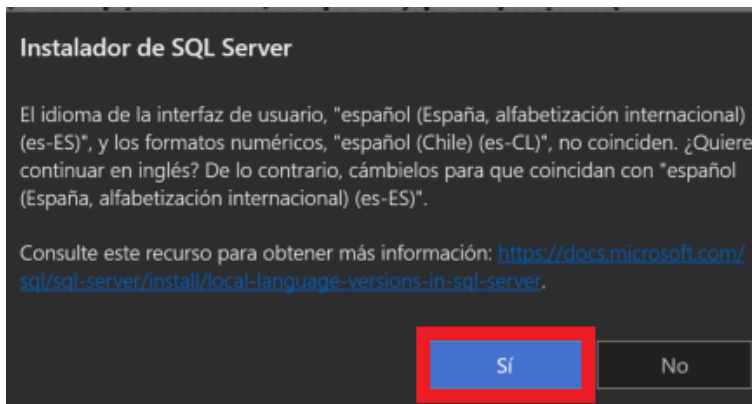 Instalador de SQL Server
El idioma de la interfaz de usuario, "español (España, alfabetización internacional)
(es-ES)", y los formatos numéricos, "español (Chile) (es-CL)", no coinciden. ¿Quiere
continuar en inglés? De lo contrario, cámbielos para que coincidan con "español
(España, alfabetización internacional) (es-ES)".
Consulte este recurso para obtener más información: https://docs.microsoft.com/
sql/sql-server/install/local-language-versions-in-sql-server.
Sí No